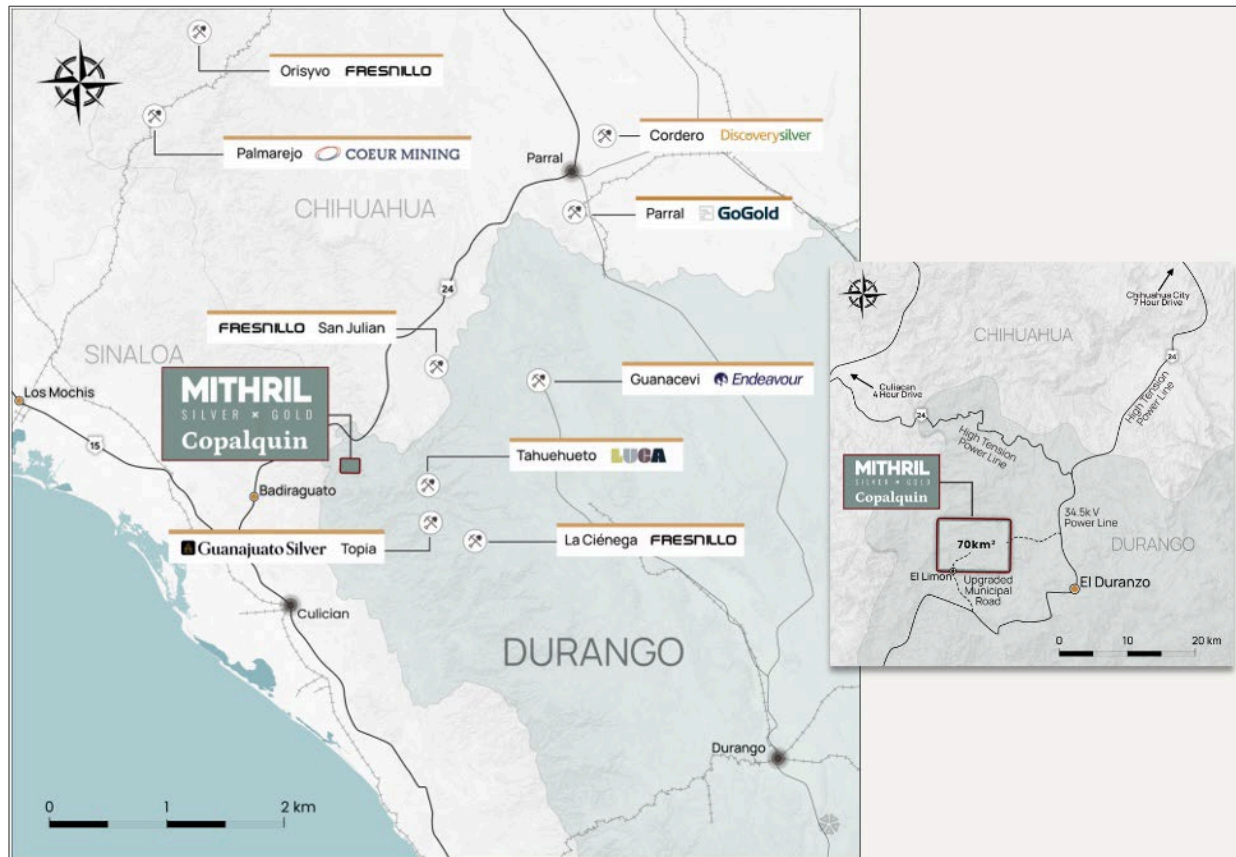 Orisyvo FRESNILLO
Palmarejo COEUR MINING
Cordero Discoverysilver
Parral
Parral GoGold
CHIHUAHUA
24
FRESNILLO San Julian
SINALOA
Los Mochis
MITHRIL
SILVER × GOLD
Copalquin
15
Guanacevi Endeavour
Tahuehueto LUCA
Badiraguato
Guanajuato Silver Topia
La Ciénega FRESNILLO
Culician
DURANGO
Durango
0 1 2 km
Chihuahua City
7 Hour Drive
CHIHUAHUA
24
Culiacan
4 Hour Drive
24
High Tension
Power Line
High Tension
Power Line
MITHRIL
SILVER × GOLD
Copalquin
34.5k V
Power Line
70km²
DURANGO
El Limon
Upgraded
Municipal
Road
El Duranzo
0 10 20 km